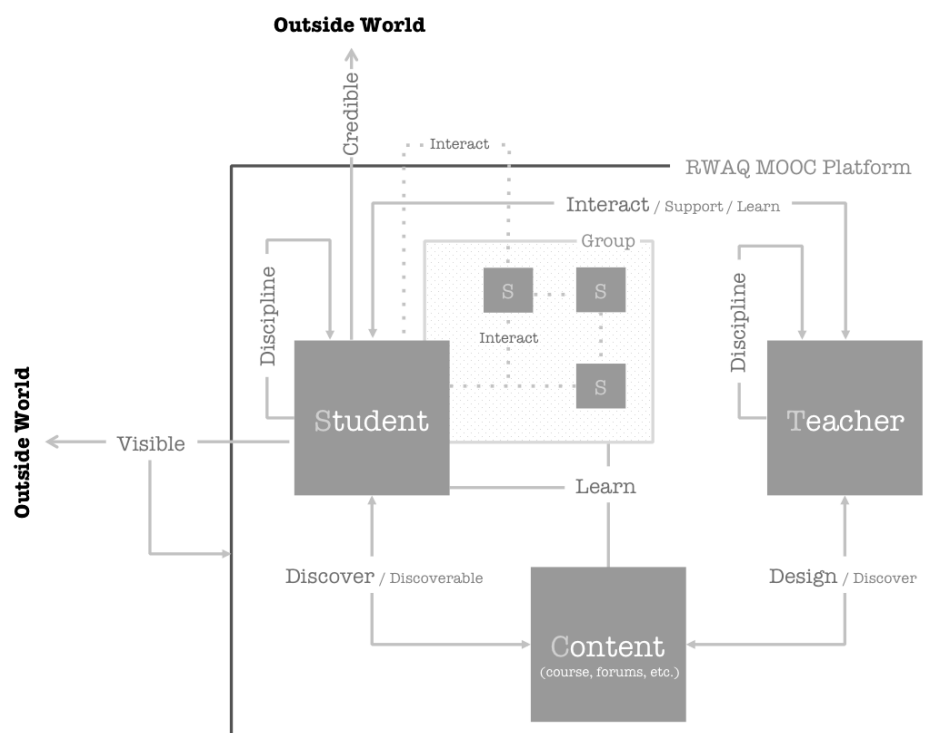 Outside World
Credible
Interact
RWAQ MOOC Platform
Interact / Support / Learn
Group
Discipline
S
S
Discipline
Interact
S
Student
Teacher
Outside World
Visible
Learn
Discover / Discoverable
Design / Discover
Content
(course, forums, etc.)